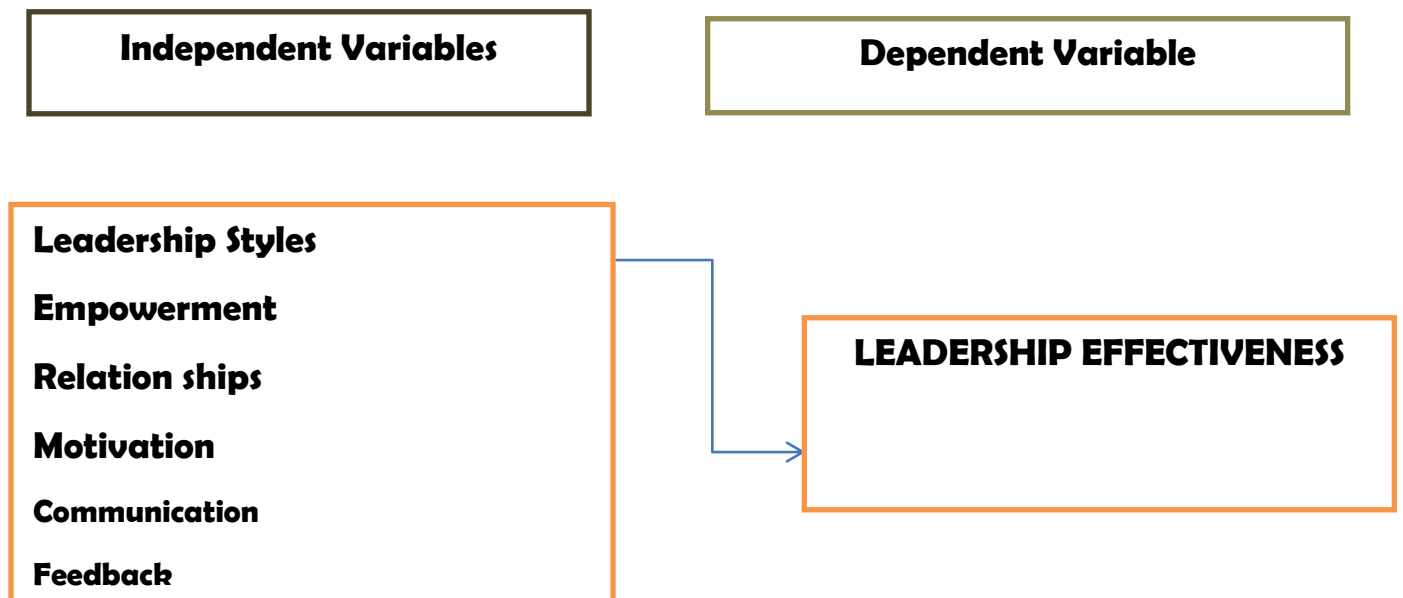 Independent Variables
Dependent Variable
Leadership Styles
Empowerment
Relation ships
Motivation
Communication
Feedback
LEADERSHIP EFFECTIVENESS